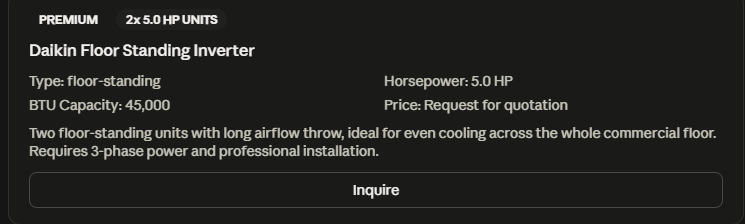 PREMIUM 2x 5.0 HP UNITS
Daikin Floor Standing Inverter
Type: floor-standing Horsepower: 5.0 HP
BTU Capacity: 45,000 Price: Request for quotation
Two floor-standing units with long airflow throw, ideal for even cooling across the whole commercial floor.
Requires 3-phase power and professional installation.
Inquire